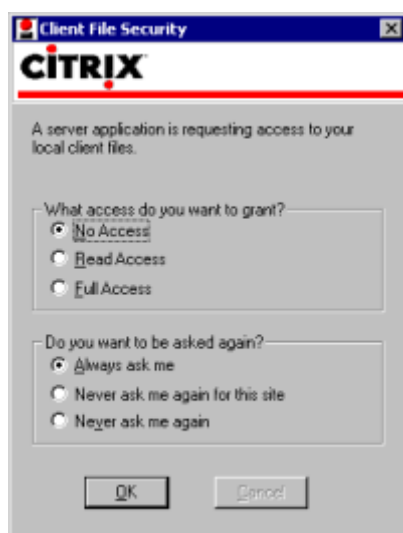 Client File Security
CITRIX
A server application is requesting access to your
local client files.
What access do you want to grant?
No Access
Read Access
Full Access
Do you want to be asked again?
Always ask me
Never ask me again for this site
Never ask me again
OK
Cancel